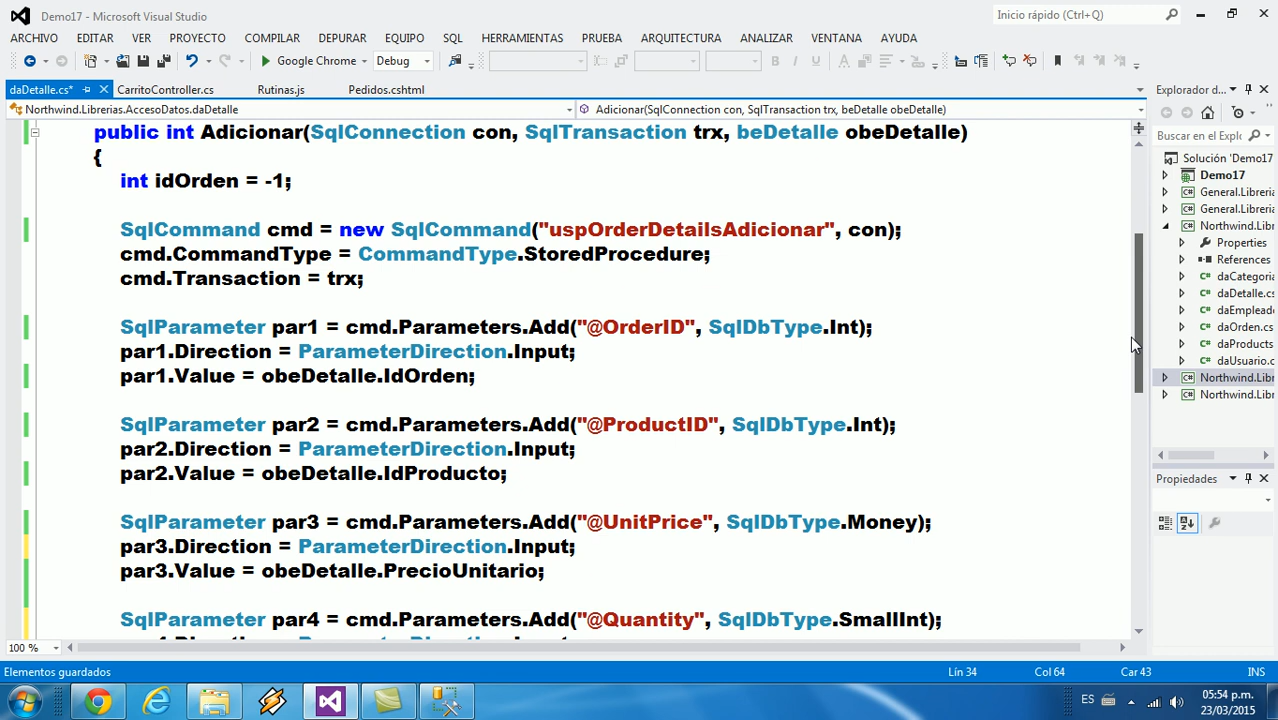 Demo17 - Microsoft Visual Studio
Inicio rápido (Ctrl+Q)
ARCHIVO EDITAR VER PROYECTO COMPILAR DEPURAR EQUIPO SQL HERRAMIENTAS PRUEBA ARQUITECTURA ANALIZAR VENTANA AYUDA
Google Chrome Debug
daDetalle.cs* CarritoController.cs Rutinas.js Pedidos.cshtml
Northwind.Librerias.AccesoDatos.daDetalle
Adicionar(SqlConnection con, SqlTransaction trx, beDetalle obeDetalle)
public int Adicionar(SqlConnection con, SqlTransaction trx, beDetalle obeDetalle)
{
int idOrden = -1;
SqlCommand cmd = new SqlCommand("uspOrderDetailsAdicionar", con);
cmd.CommandType = CommandType.StoredProcedure;
cmd.Transaction = trx;
SqlParameter par1 = cmd.Parameters.Add("@OrderID", SqlDbType.Int);
par1.Direction = ParameterDirection.Input;
par1.Value = obeDetalle.IdOrden;
SqlParameter par2 = cmd.Parameters.Add("@ProductID", SqlDbType.Int);
par2.Direction = ParameterDirection.Input;
par2.Value = obeDetalle.IdProducto;
SqlParameter par3 = cmd.Parameters.Add("@UnitPrice", SqlDbType.Money);
par3.Direction = ParameterDirection.Input;
par3.Value = obeDetalle.PrecioUnitario;
SqlParameter par4 = cmd.Parameters.Add("@Quantity", SqlDbType.SmallInt);
Explorador d...
Buscar en el Explo
Solución 'Demo17'
Demo17
General.Libreria
General.Libreria
Northwind.Libr
Properties
References
daCategoria
daDetalle.cs
daEmplead
daOrden.cs
daProducts
daUsuario.c
Northwind.Libr
Northwind.Libr
Propiedades
100 %
Elementos guardados Lín 34 Col 64 Car 43 INS
ES
05:54 p.m.
23/03/2015